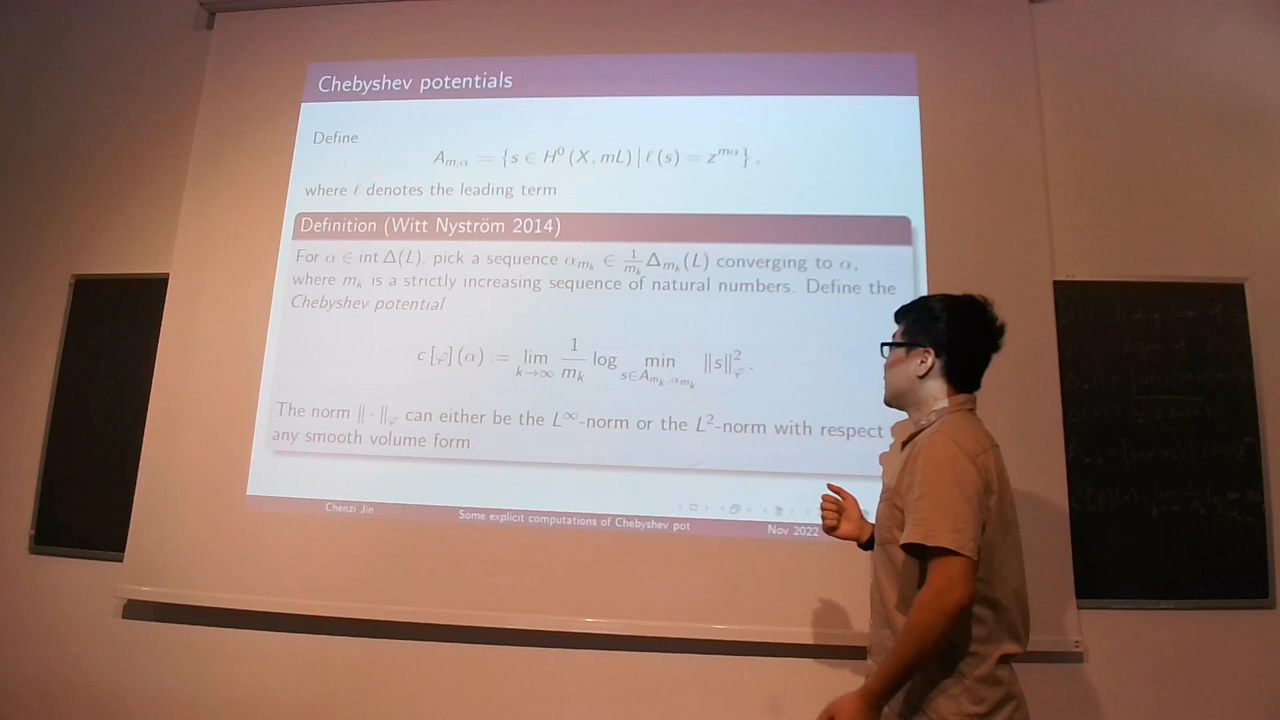 Chebyshev potentials
Define
A_{m,α} := {s ∈ H⁰(X, mL) | ℓ(s) = z^{mα}},
where ℓ denotes the leading term.
Definition (Witt Nyström 2014)
For α ∈ int Δ(L), pick a sequence α_{m_k} ∈ 1/m_k Δ_{m_k}(L) converging to α,
where m_k is a strictly increasing sequence of natural numbers. Define the
Chebyshev potential
c[φ](α) := lim_{k→∞} 1/m_k log min_{s∈A_{m_k,α_{m_k}}} ‖s‖²_φ.
The norm ‖·‖_φ can either be the L^∞-norm or the L²-norm with respect
any smooth volume form.
Chenzi Jin
Some explicit computations of Chebyshev pot
Nov 2022